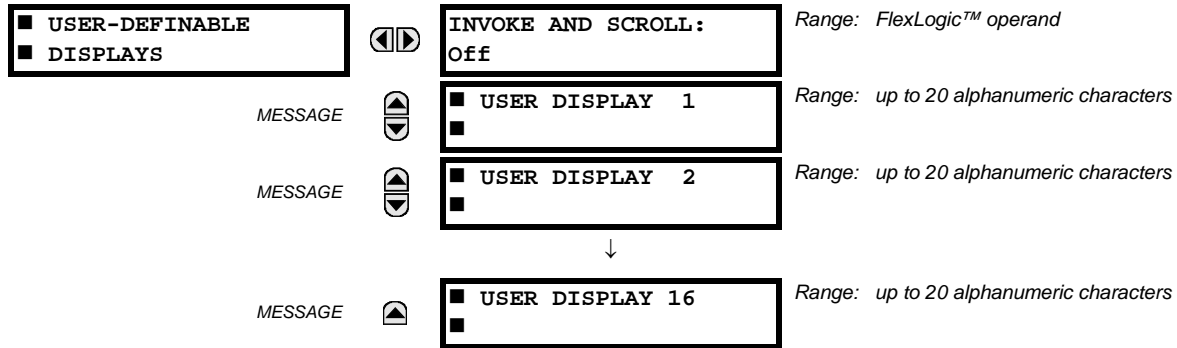 ■ USER-DEFINABLE
■ DISPLAYS
INVOKE AND SCROLL:
Off
Range: FlexLogic™ operand
MESSAGE
■ USER DISPLAY 1
■
Range: up to 20 alphanumeric characters
MESSAGE
■ USER DISPLAY 2
■
Range: up to 20 alphanumeric characters
↓
MESSAGE
■ USER DISPLAY 16
■
Range: up to 20 alphanumeric characters